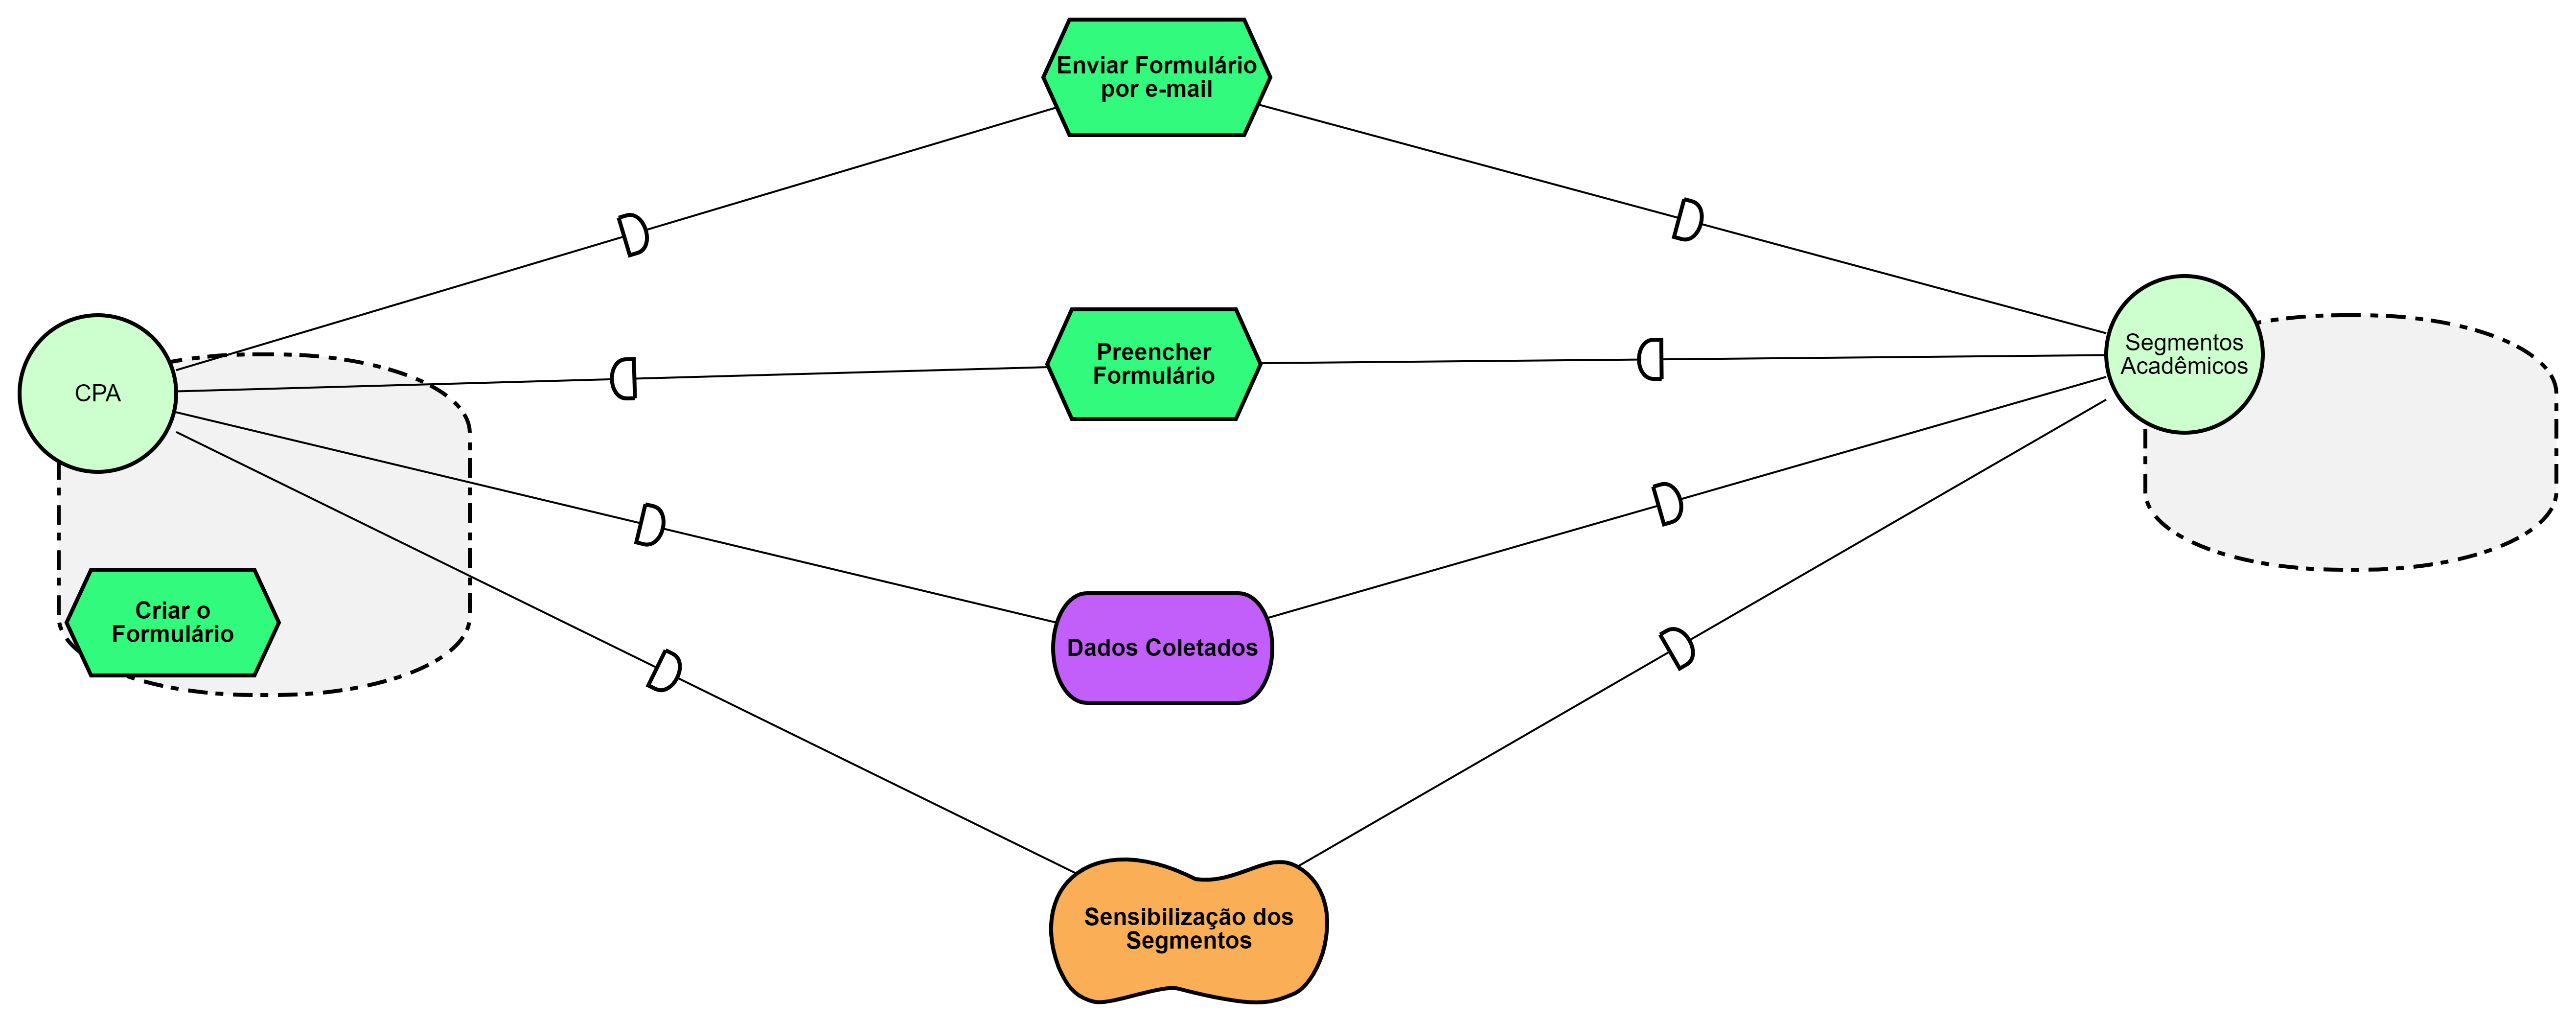 Enviar Formulário
por e-mail
CPA
Preencher
Formulário
Segmentos
Acadêmicos
Criar o
Formulário
Dados Coletados
Sensibilização dos
Segmentos